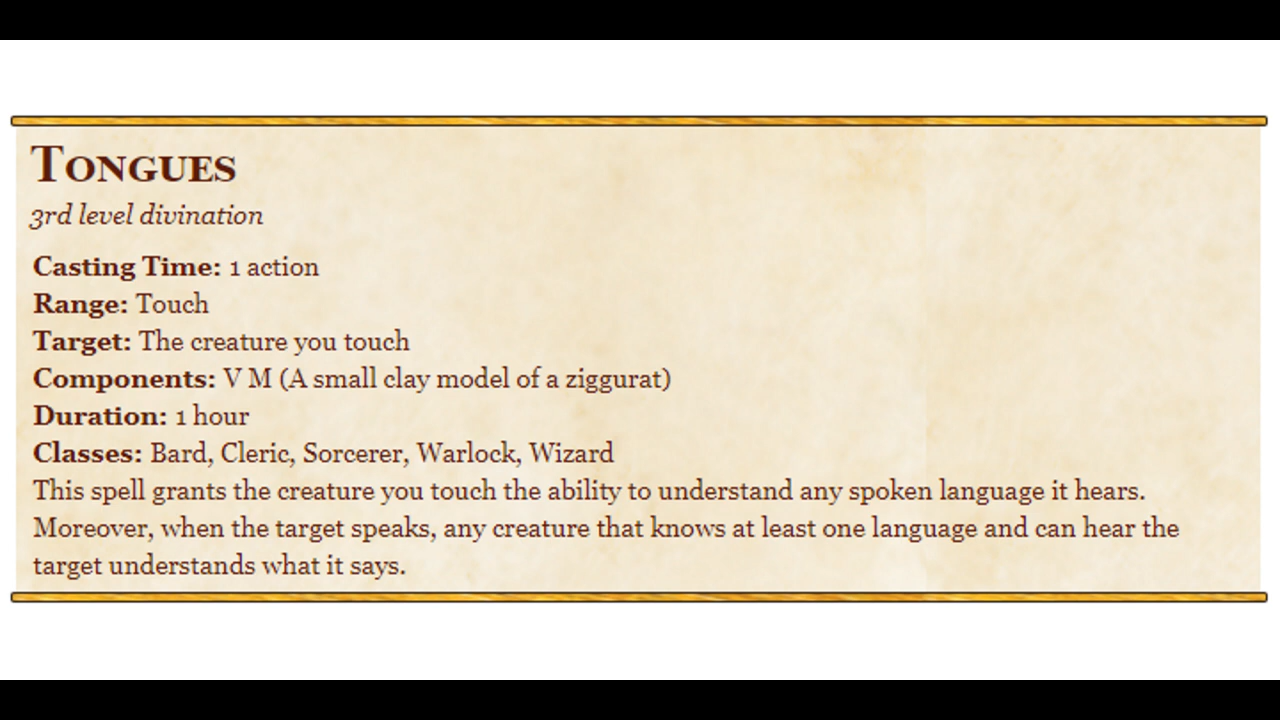 Tongues
3rd level divination
Casting Time: 1 action
Range: Touch
Target: The creature you touch
Components: V M (A small clay model of a ziggurat)
Duration: 1 hour
Classes: Bard, Cleric, Sorcerer, Warlock, Wizard
This spell grants the creature you touch the ability to understand any spoken language it hears.
Moreover, when the target speaks, any creature that knows at least one language and can hear the
target understands what it says.